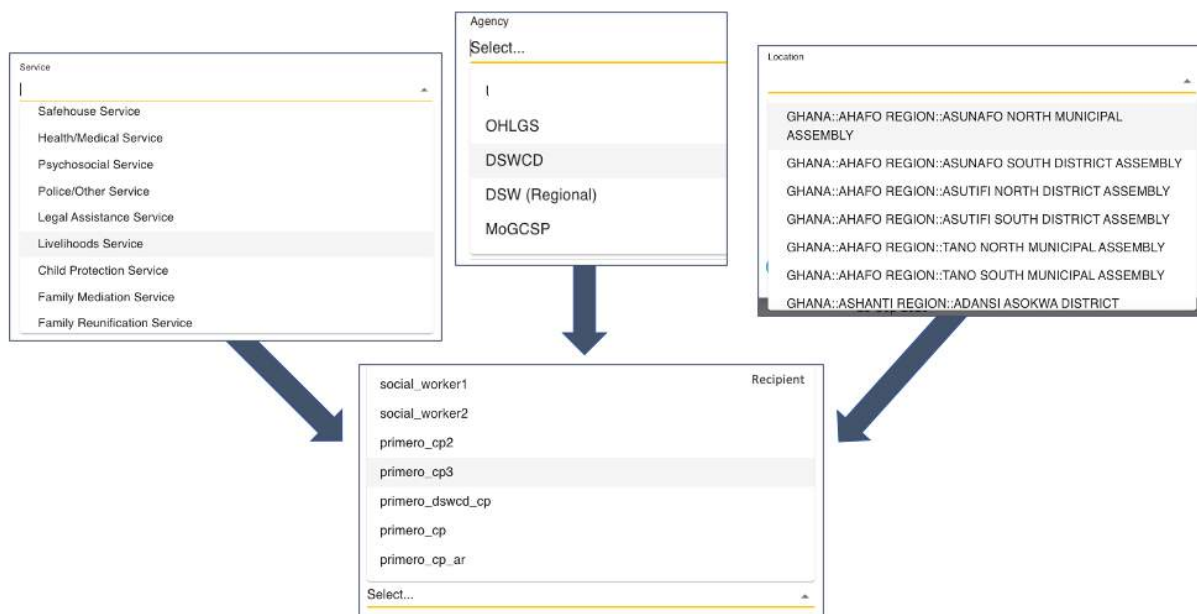 Service
Safehouse Service
Health/Medical Service
Psychosocial Service
Police/Other Service
Legal Assistance Service
Livelihoods Service
Child Protection Service
Family Mediation Service
Family Reunification Service
Agency
Select...
OHLGS
DSWCD
DSW (Regional)
MoGCSP
Location
GHANA::AHAFO REGION::ASUNAFO NORTH MUNICIPAL
ASSEMBLY
GHANA::AHAFO REGION::ASUNAFO SOUTH DISTRICT ASSEMBLY
GHANA::AHAFO REGION::ASUTIFI NORTH DISTRICT ASSEMBLY
GHANA::AHAFO REGION::ASUTIFI SOUTH DISTRICT ASSEMBLY
GHANA::AHAFO REGION::TANO NORTH MUNICIPAL ASSEMBLY
GHANA::AHAFO REGION::TANO SOUTH MUNICIPAL ASSEMBLY
GHANA::ASHANTI REGION::ADANSI ASOKWA DISTRICT
Recipient
social_worker1
social_worker2
primero_cp2
primero_cp3
primero_dswcd_cp
primero_cp
primero_cp_ar
Select...